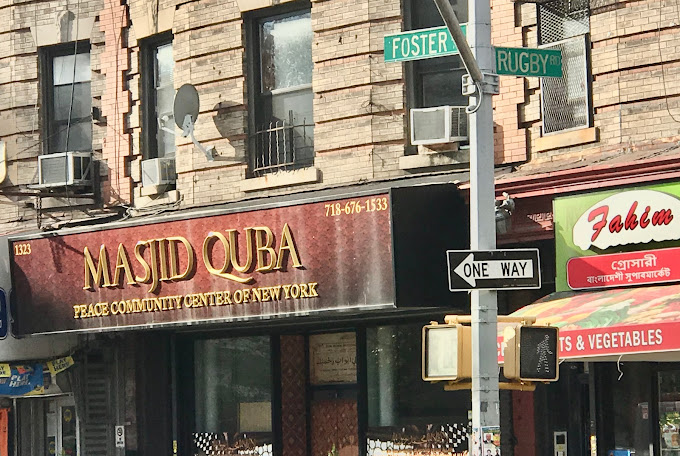 FOSTER
RUGBY RD
1323
718-676-1533
MASJID QUBA
PEACE COMMUNITY CENTER OF NEW YORK
ONE WAY
Fahim
গ্রোসারী
বাংলাদেশী সুপারমার্কেট
& VEGETABLES